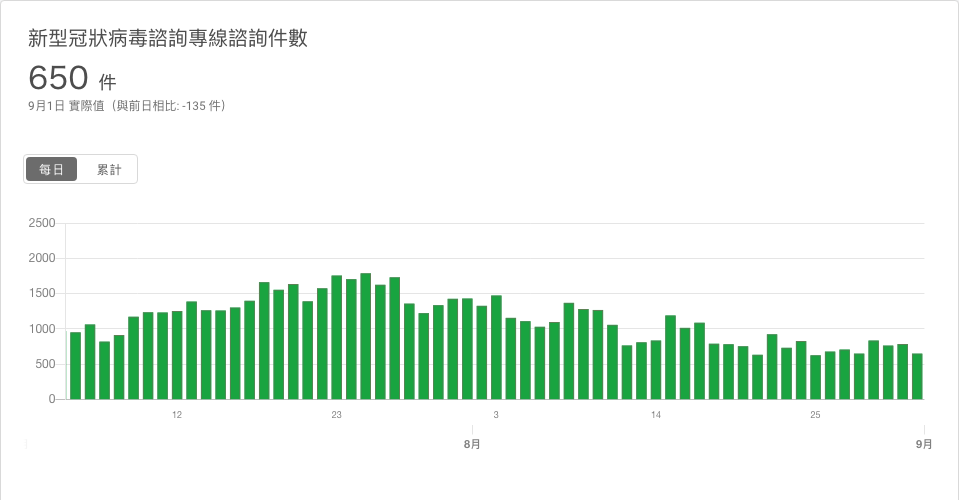 新型冠狀病毒諮詢專線諮詢件數
650 件
9月1日 實際值（與前日相比: -135 件）
每日 累計
2500
2000
1500
1000
500
0
12 23 3 14 25
8月 9月